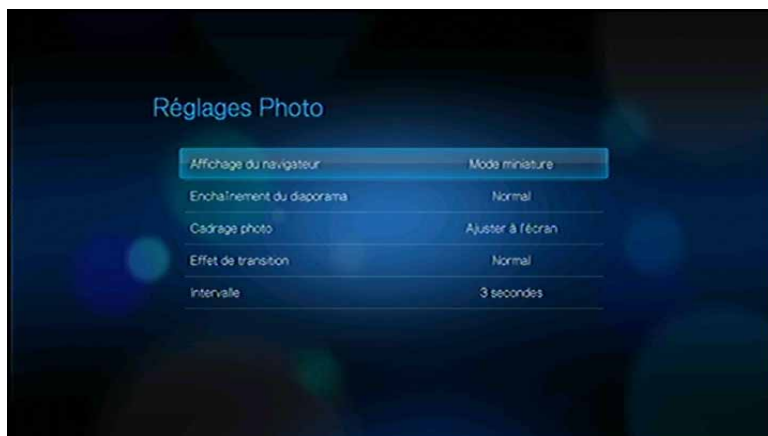 Réglages Photo
Affichage du navigateur Mode miniature
Enchaînement du diaporama Normal
Cadrage photo Ajuster à l'écran
Effet de transition Normal
Intervalle 3 secondes